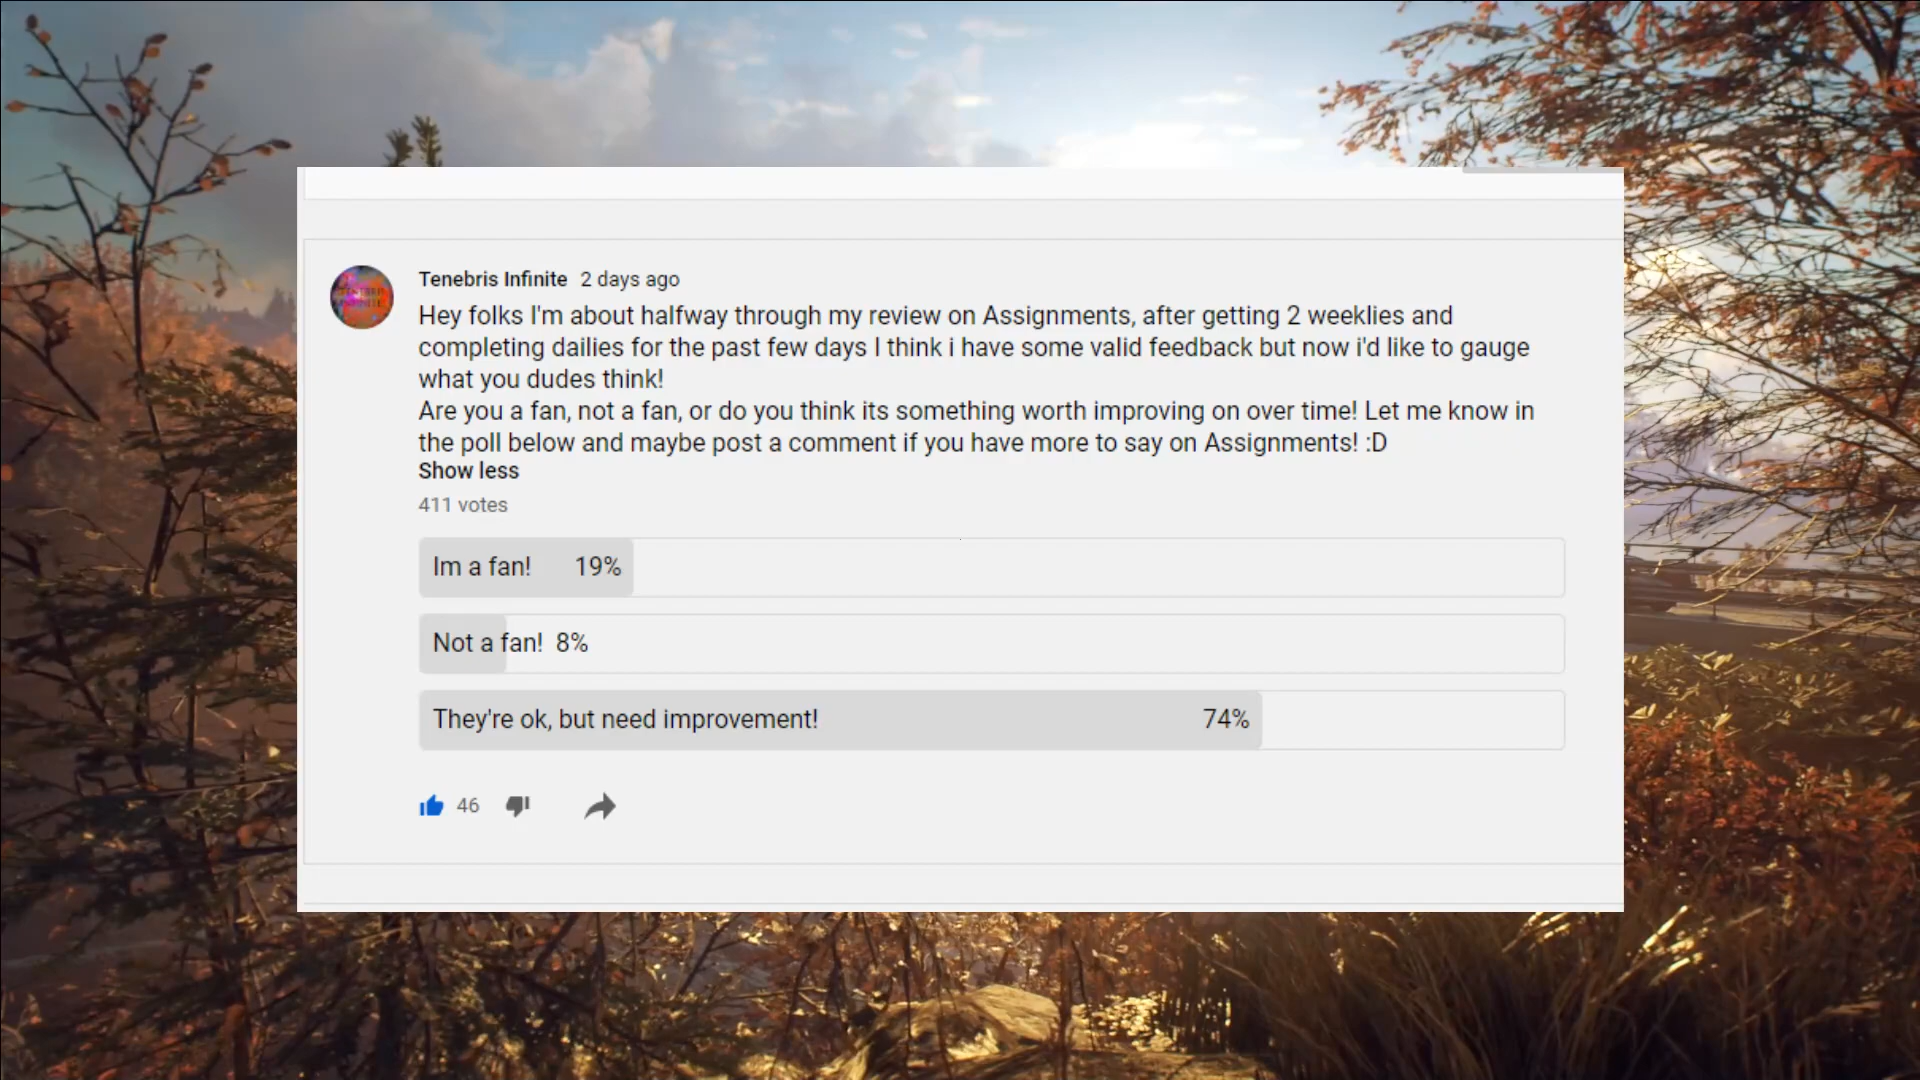 Tenebris Infinite 2 days ago
Hey folks I'm about halfway through my review on Assignments, after getting 2 weeklies and
completing dailies for the past few days I think i have some valid feedback but now i'd like to gauge
what you dudes think!
Are you a fan, not a fan, or do you think its something worth improving on over time! Let me know in
the poll below and maybe post a comment if you have more to say on Assignments! :D
Show less
411 votes
Im a fan! 19%
Not a fan! 8%
They're ok, but need improvement! 74%
46